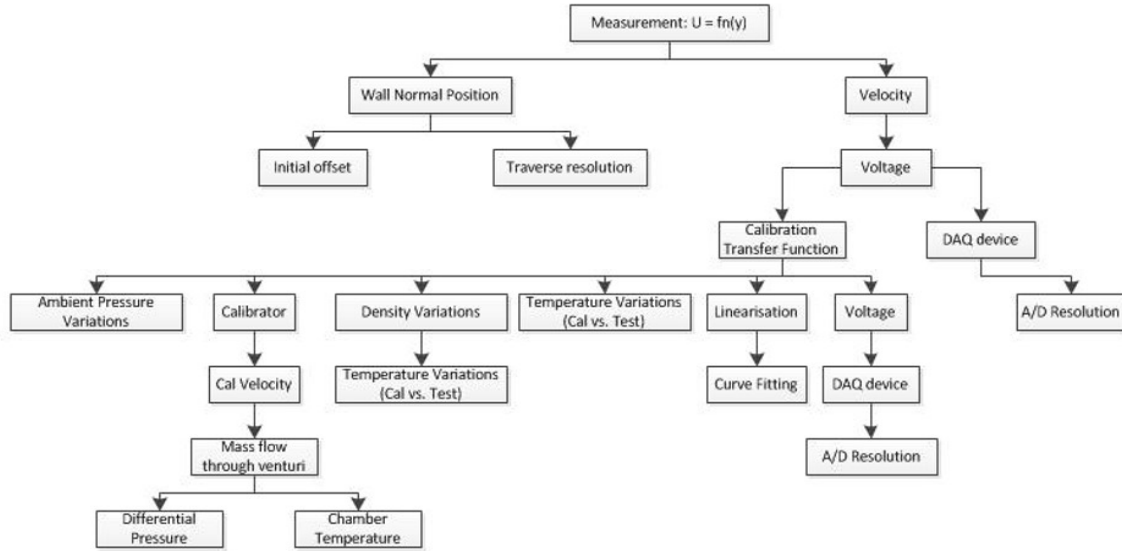 Measurement: U = fn(y)
Wall Normal Position
Velocity
Initial offset
Traverse resolution
Voltage
Calibration
Transfer Function
DAQ device
Ambient Pressure
Variations
Calibrator
Density Variations
Temperature Variations
(Cal vs. Test)
Linearisation
Voltage
A/D Resolution
Cal Velocity
Temperature Variations
(Cal vs. Test)
Curve Fitting
DAQ device
Mass flow
through venturi
A/D Resolution
Differential
Pressure
Chamber
Temperature